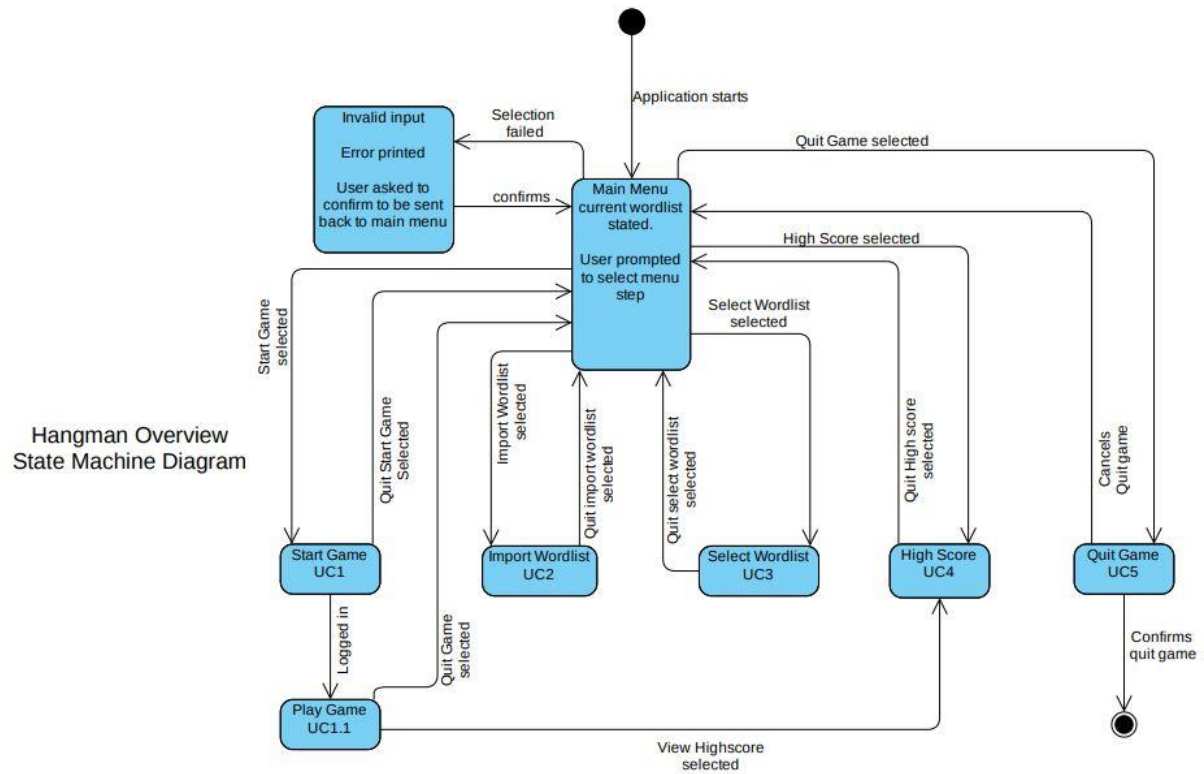 Application starts
Invalid input
Error printed
User asked to
confirm to be sent
back to main menu
Selection
failed
confirms
Quit Game selected
Main Menu
current wordlist
stated.
User prompted
to select menu
step
High Score selected
Select Wordlist
selected
Start Game
selected
Quit Start Game
Selected
Quit Game
selected
Import Wordlist
selected
Quit import wordlist
selected
Quit select wordlist
selected
Quit High score
selected
Cancels
Quit game
Hangman Overview
State Machine Diagram
Start Game
UC1
Import Wordlist
UC2
Select Wordlist
UC3
High Score
UC4
Quit Game
UC5
Logged in
Confirms
quit game
Play Game
UC1.1
View Highscore
selected